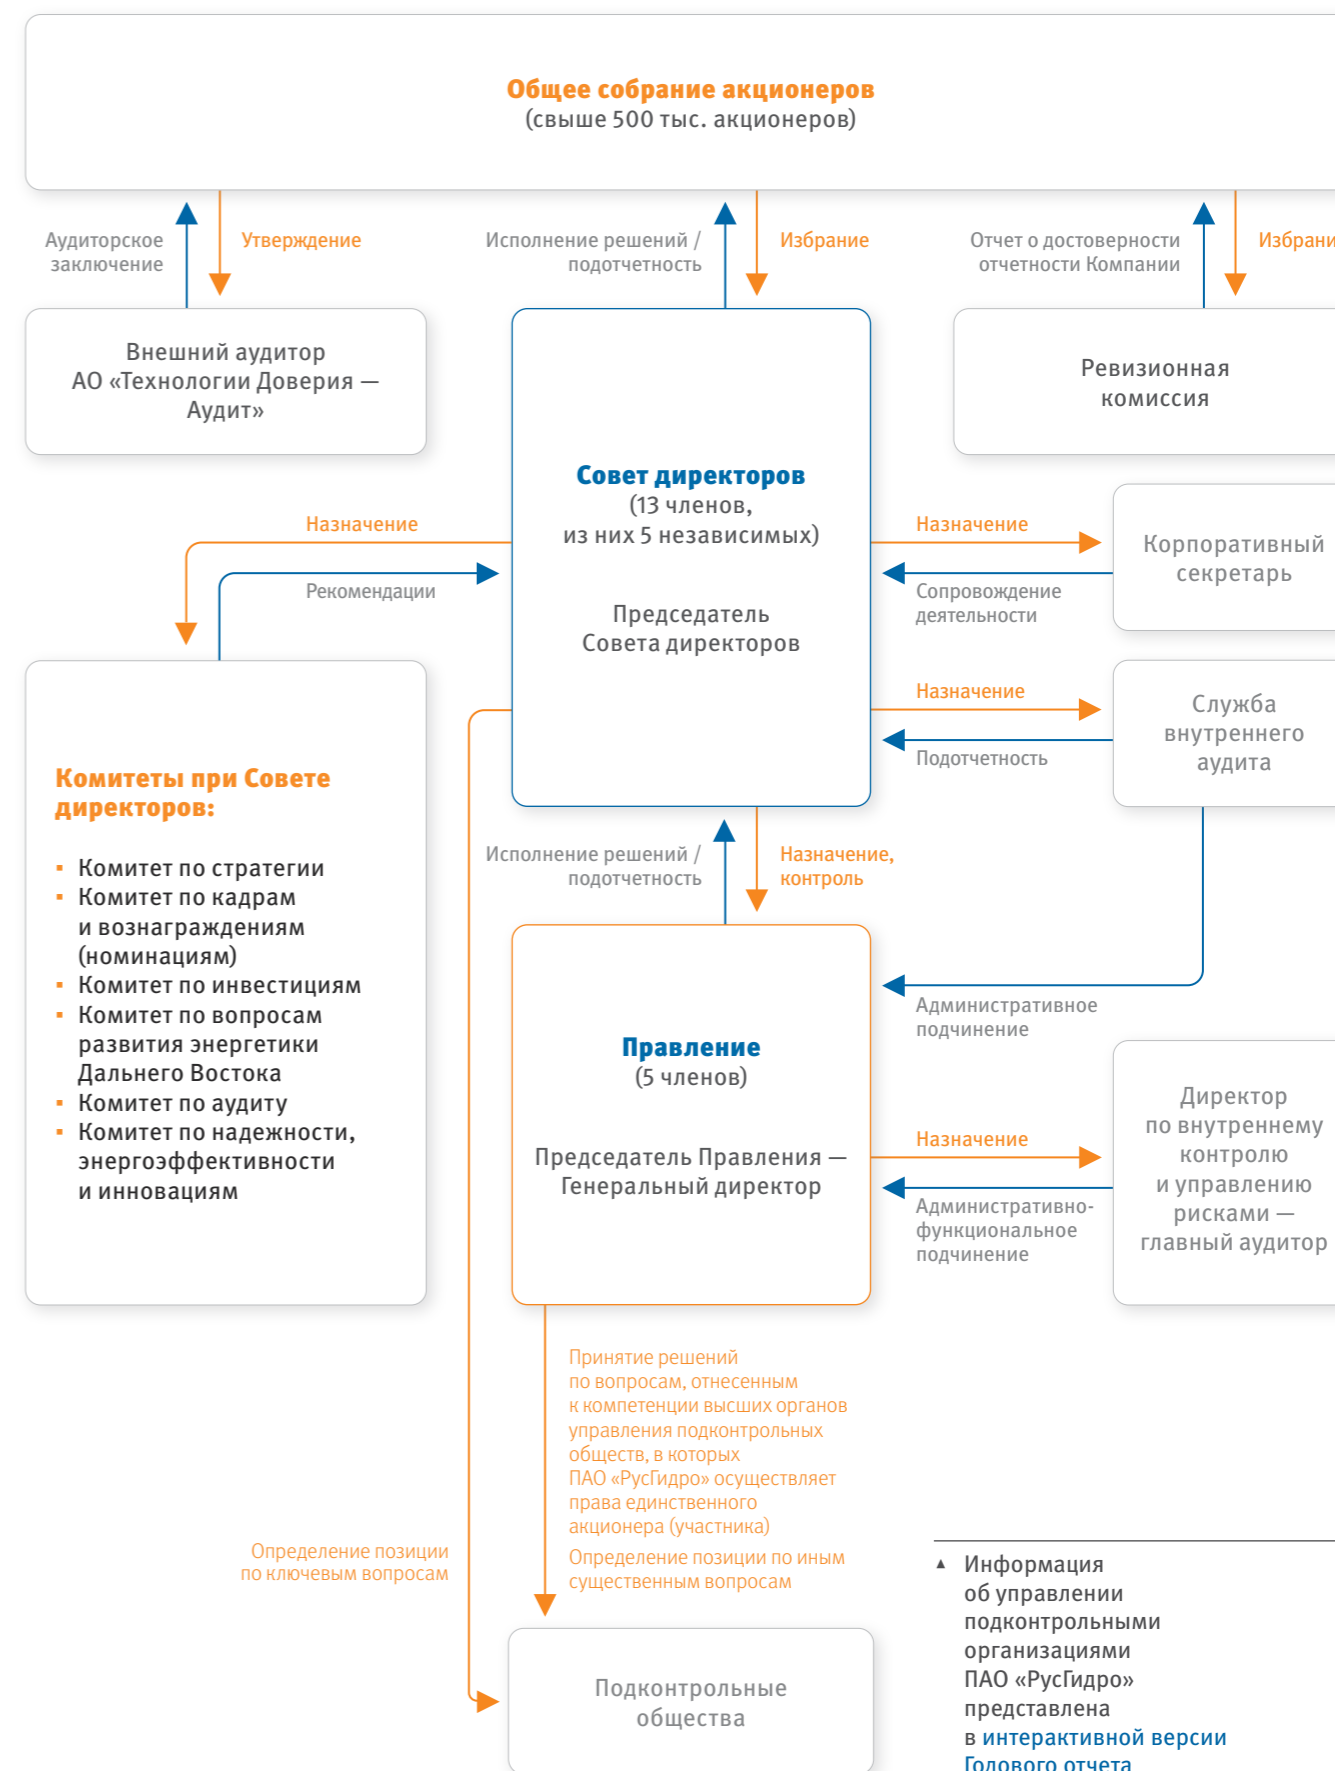 Общее собрание акционеров
(свыше 500 тыс. акционеров)
Аудиторское
заключение
Утверждение
Исполнение решений /
подотчетность
Избрание
Отчет о достоверности
отчетности Компании
Избрани
Внешний аудитор
АО «Технологии Доверия —
Аудит»
Совет директоров
(13 членов,
из них 5 независимых)
Председатель
Совета директоров
Ревизионная
комиссия
Назначение
Рекомендации
Назначение
Сопровождение
деятельности
Корпоративный
секретарь
Назначение
Подотчетность
Служба
внутреннего
аудита
Комитеты при Совете
директоров:
▪ Комитет по стратегии
▪ Комитет по кадрам
и вознаграждениям
(номинациям)
▪ Комитет по инвестициям
▪ Комитет по вопросам
развития энергетики
Дальнего Востока
▪ Комитет по аудиту
▪ Комитет по надежности,
энергоэффективности
и инновациям
Исполнение решений /
подотчетность
Назначение,
контроль
Административное
подчинение
Правление
(5 членов)
Председатель Правления —
Генеральный директор
Назначение
Административно-
функциональное
подчинение
Директор
по внутреннему
контролю
и управлению
рисками —
главный аудитор
Принятие решений
по вопросам, отнесенным
к компетенции высших органов
управления подконтрольных
обществ, в которых
ПАО «РусГидро» осуществляет
права единственного
акционера (участника)
Определение позиции по иным
существенным вопросам
Определение позиции
по ключевым вопросам
Подконтрольные
общества
▲ Информация
об управлении
подконтрольными
организациями
ПАО «РусГидро»
представлена
в интерактивной версии
Годового отчета